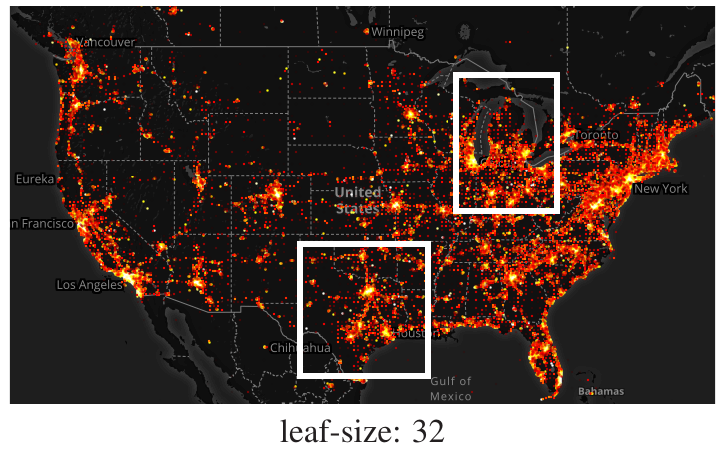 Vancouver
Winnipeg
Toronto
Eureka
United
States
New York
n Francisco
Los Angeles
Houston
Chihuahua
Gulf of
Mexico
Bahamas
leaf-size: 32